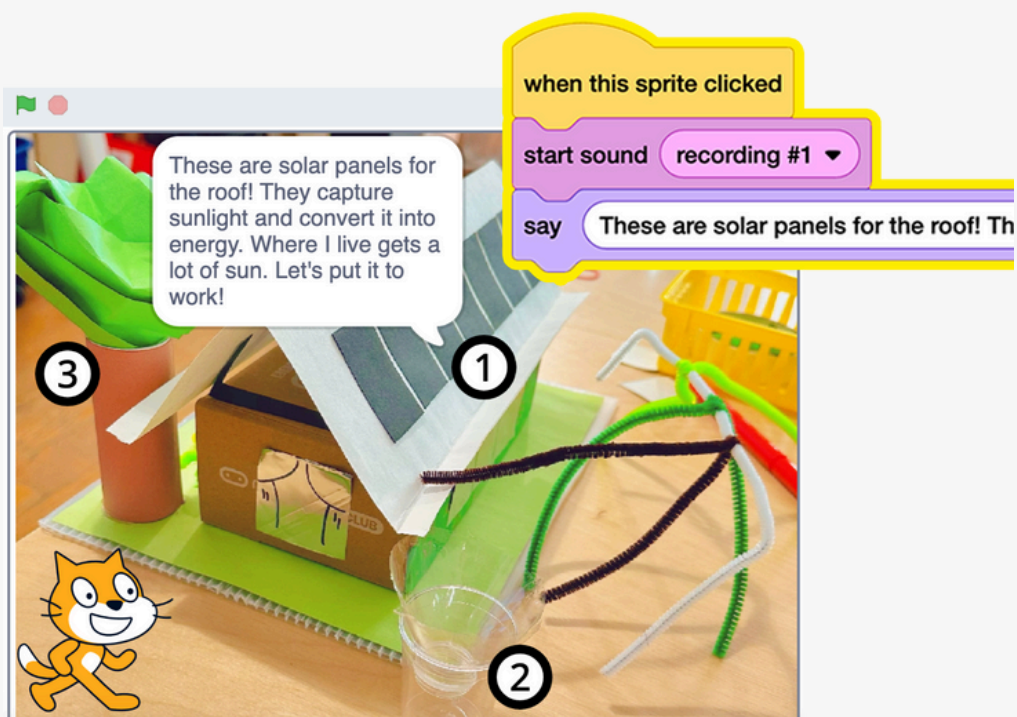 when this sprite clicked
start sound recording #1
say These are solar panels for the roof! Th
These are solar panels for
the roof! They capture
sunlight and convert it into
energy. Where I live gets a
lot of sun. Let's put it to
work!
1
3
CLUB
2